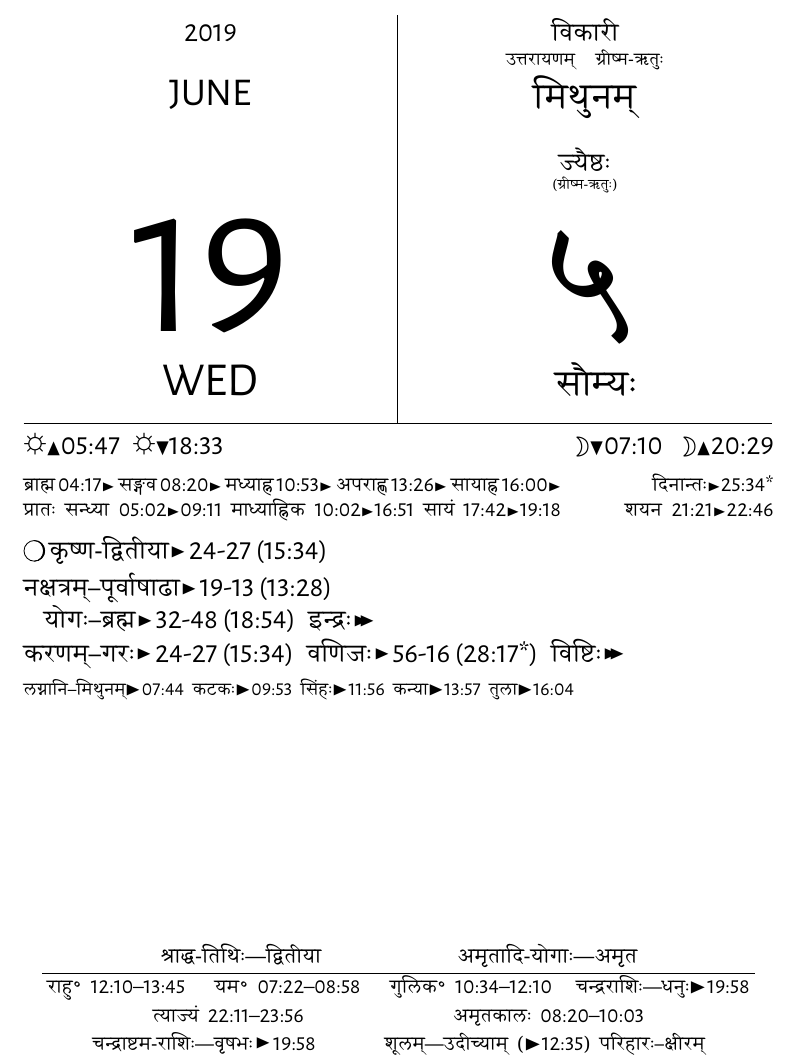 2019
JUNE
19
WED
विकारी
उत्तरायणम् ग्रीष्म-ऋतुः
मिथुनम्
ज्यैष्ठः
(ग्रीष्म-ऋतुः)
५
सौम्यः
☼▲05:47 ☼▼18:33 ☽▼07:10 ☽▲20:29
ब्राह्म 04:17► सङ्गव 08:20► मध्याह्न 10:53► अपराह्ण 13:26► सायाह्न 16:00► दिनान्तः►25:34*
प्रातः सन्ध्या 05:02►09:11 माध्याह्निक 10:02►16:51 सायं 17:42►19:18 शयन 21:21►22:46
❍कृष्ण-द्वितीया►24-27 (15:34)
नक्षत्रम्–पूर्वाषाढा►19-13 (13:28)
योगः–ब्रह्म►32-48 (18:54) इन्द्रः►►
करणम्–गरः►24-27 (15:34) वणिजः►56-16 (28:17*) विष्टिः►►
लग्नानि–मिथुनम्►07:44 कटकः►09:53 सिंहः►11:56 कन्या►13:57 तुला►16:04
श्राद्ध-तिथिः—द्वितीया अमृतादि-योगाः—अमृत
राहु° 12:10–13:45 यम° 07:22–08:58 गुलिक° 10:34–12:10 चन्द्रराशिः—धनुः►19:58
त्याज्यं 22:11–23:56 अमृतकालः 08:20–10:03
चन्द्राष्टम-राशिः—वृषभः►19:58 शूलम्—उदीच्याम् (►12:35) परिहारः–क्षीरम्